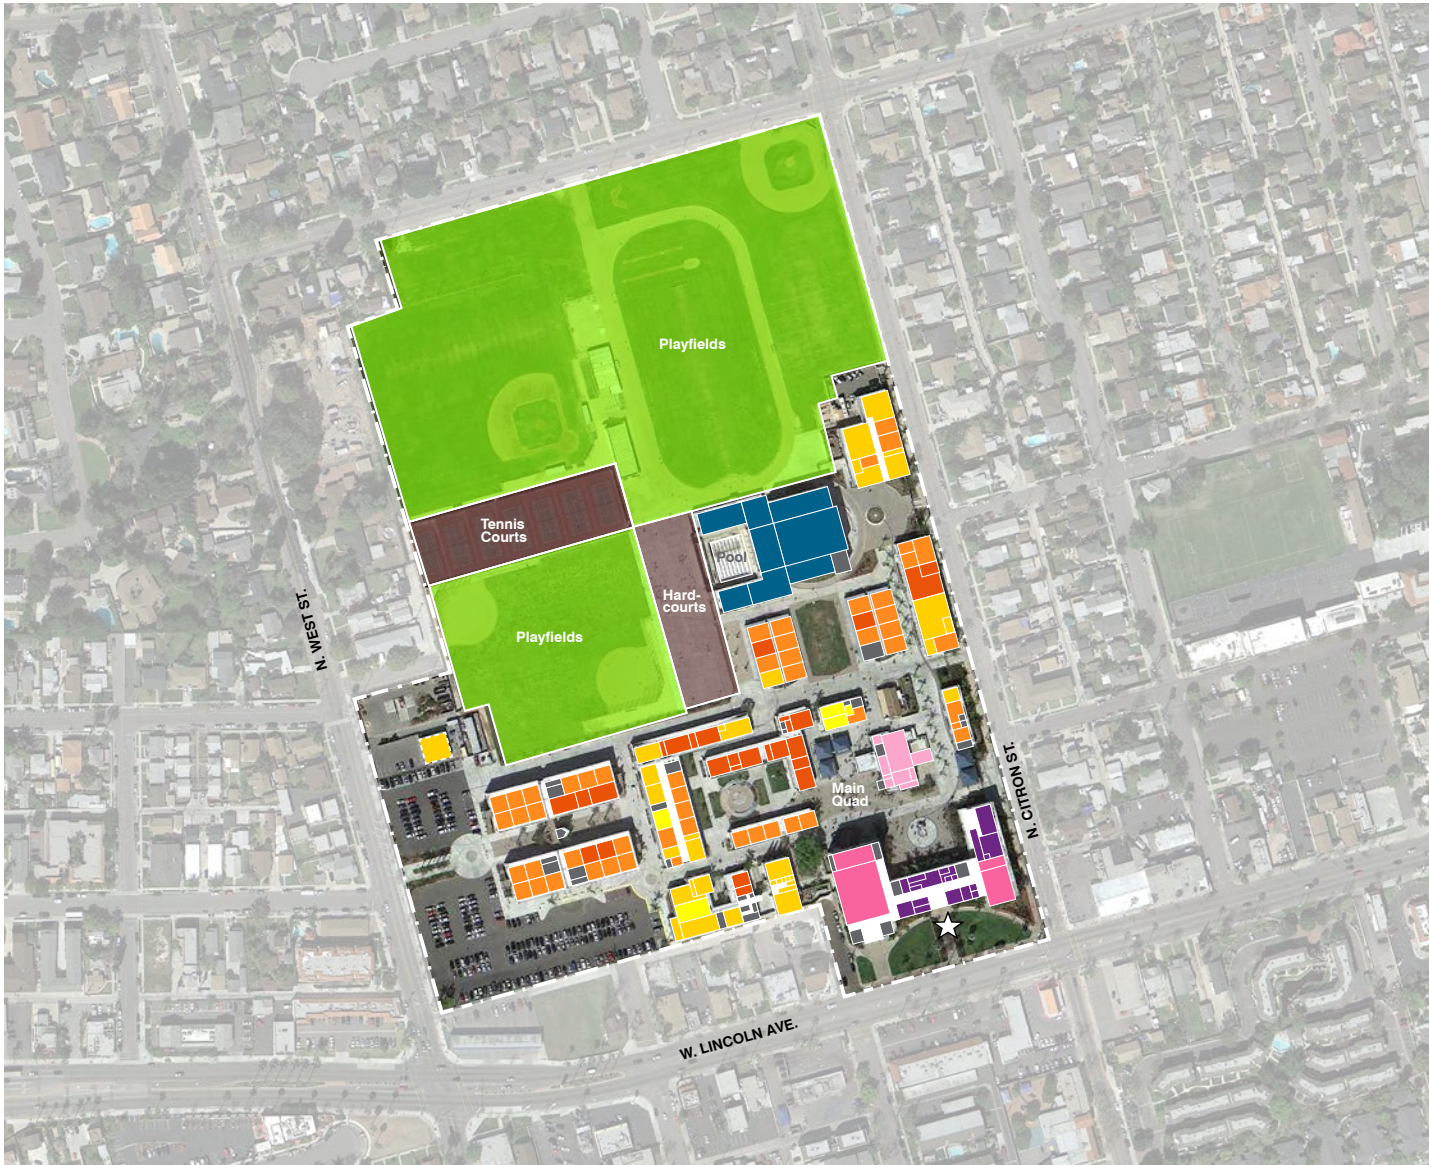 Playfields
Tennis
Courts
Pool
Hard-
courts
Playfields
N. WEST ST.
Main
Quad
N. CITRON ST.
W. LINCOLN AVE.